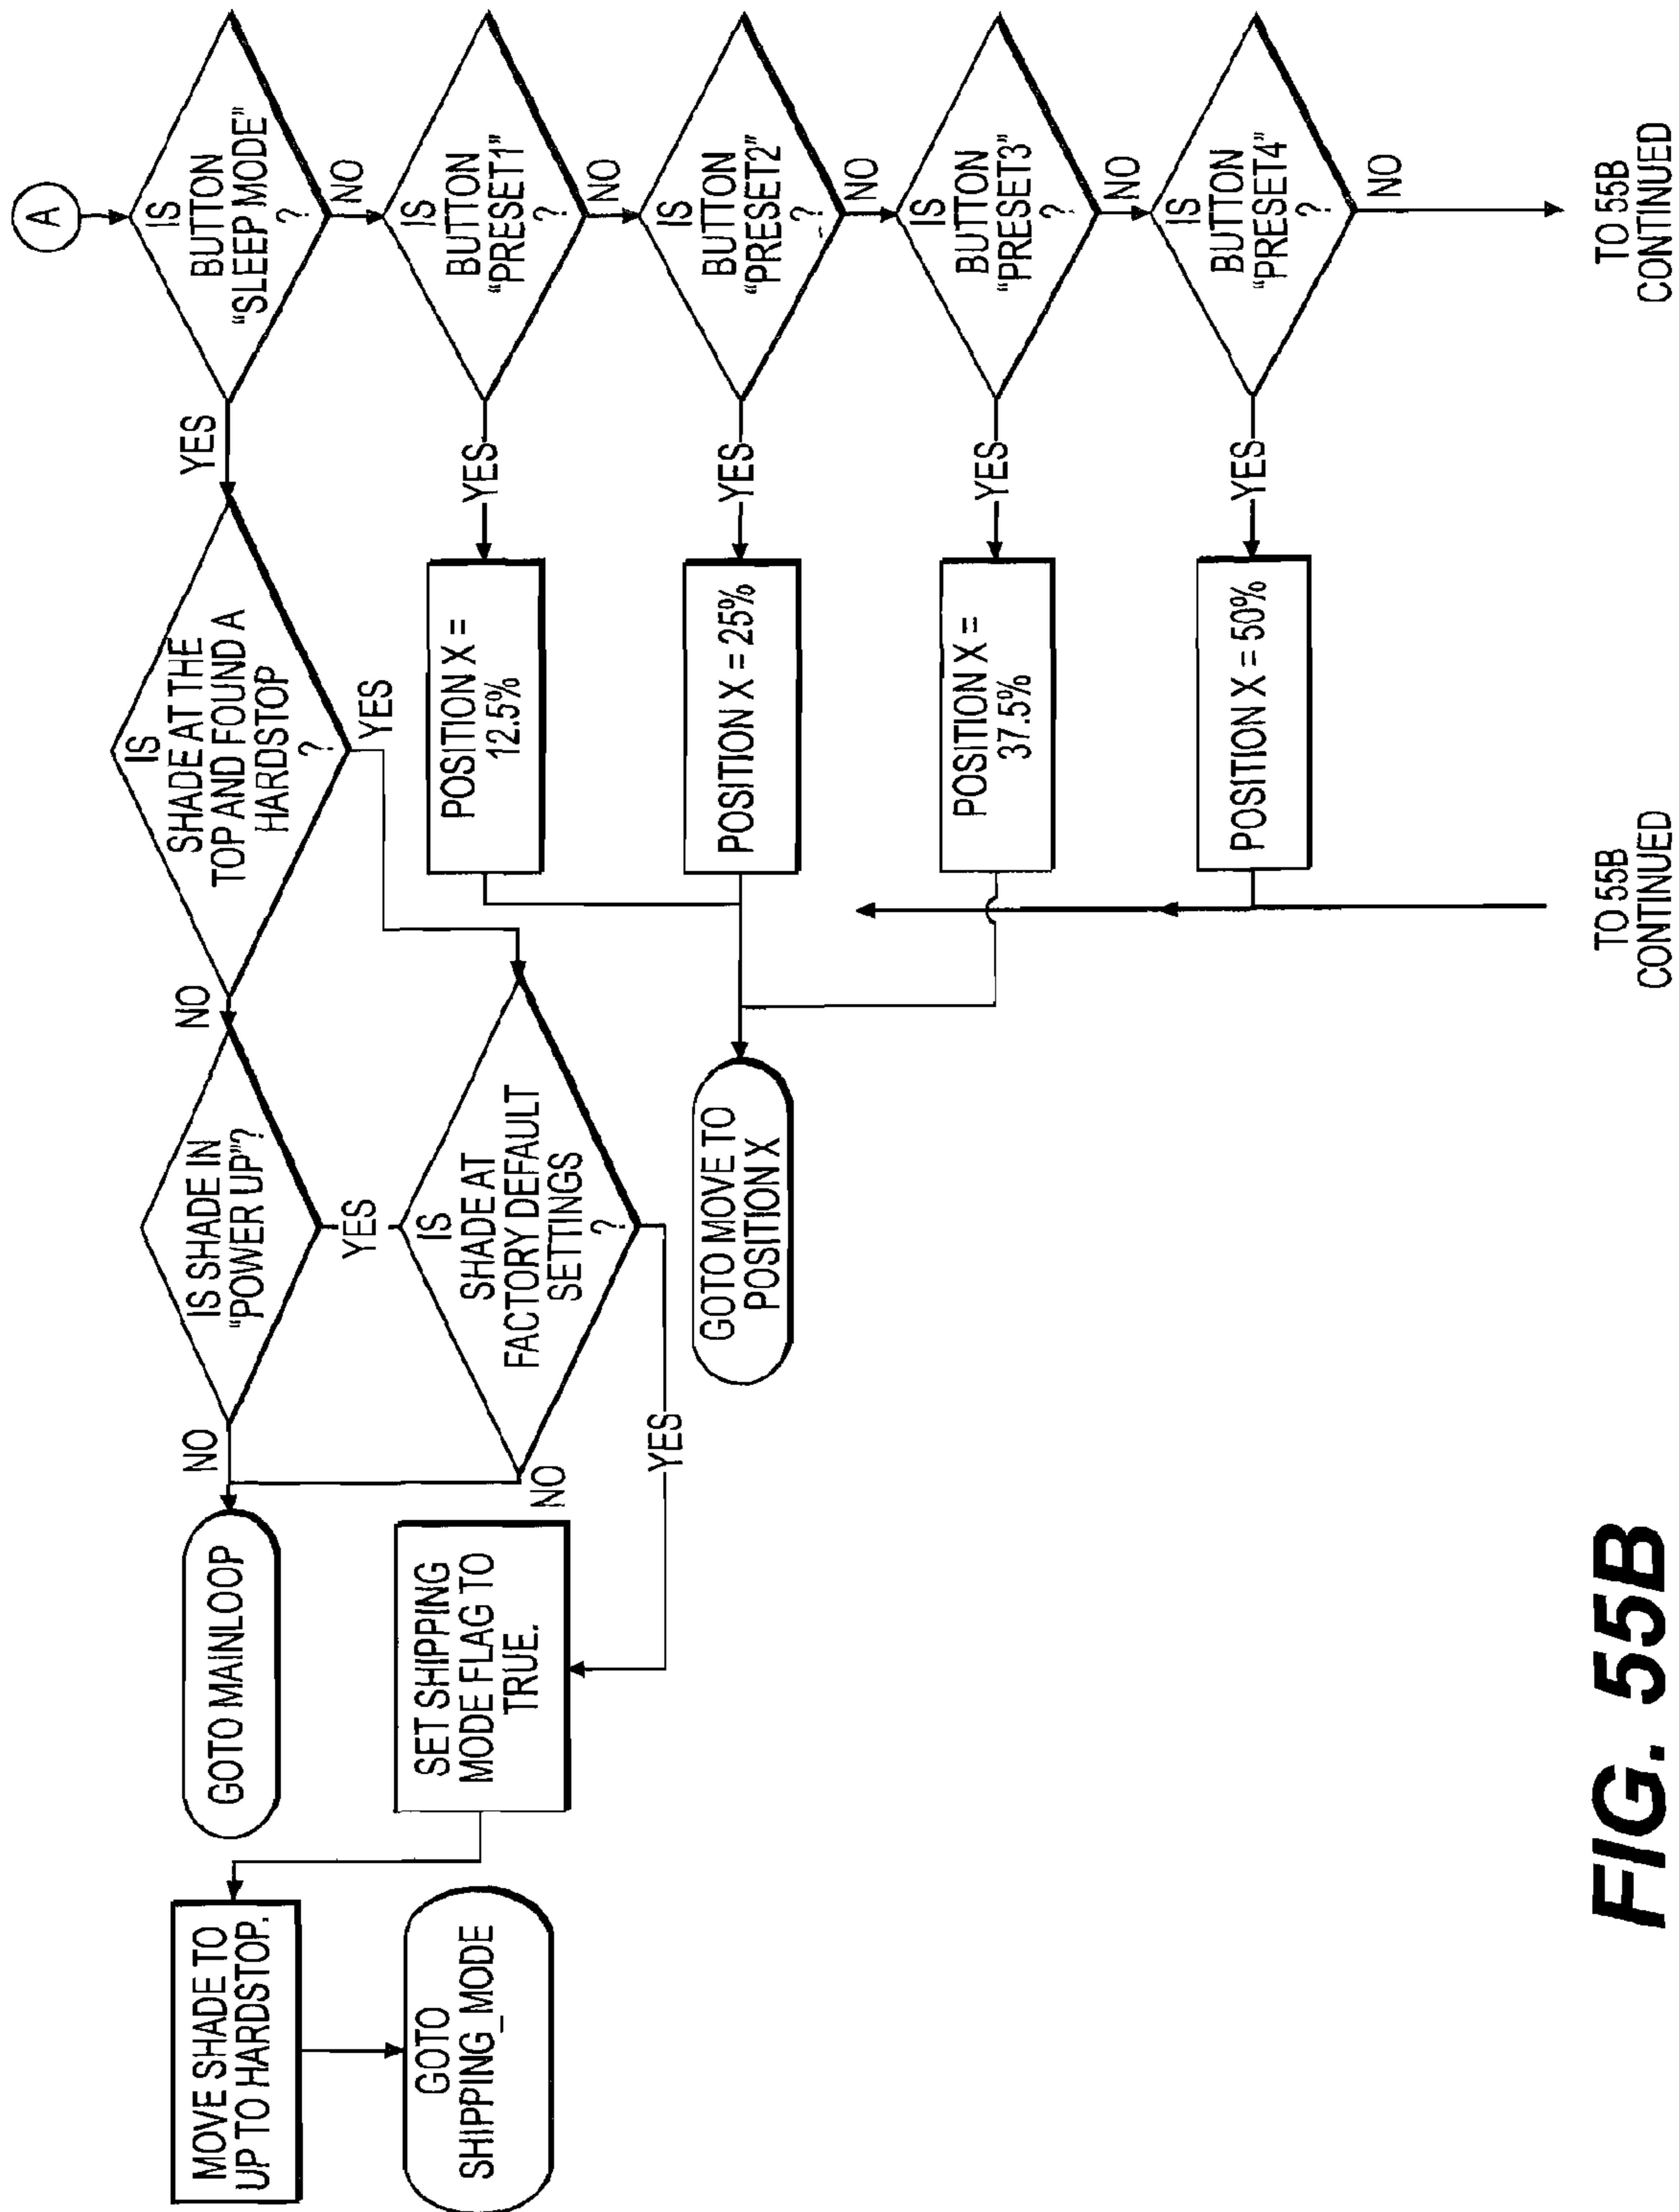 A
IS
BUTTON
“SLEEP MODE”
?
YES
NO
IS
SHADE AT THE
TOP AND FOUND A
HARDSTOP
?
NO
YES
IS SHADE IN
“POWER UP”?
NO
YES
GOTO MAINLOOP
IS
SHADE AT
FACTORY DEFAULT
SETTINGS
?
NO
YES
SET SHIPPING
MODE FLAG TO
TRUE.
MOVE SHADE TO
UP TO HARDSTOP.
GOTO
SHIPPING_MODE
IS
BUTTON
“PRESET1”
?
YES
NO
POSITION X =
12.5%
IS
BUTTON
“PRESET2”
?
YES
NO
POSITION X = 25%
GOTO MOVE TO
POSITION X
IS
BUTTON
“PRESET3”
?
YES
NO
POSITION X =
37.5%
IS
BUTTON
“PRESET4”
?
YES
NO
POSITION X = 50%
TO 55B
CONTINUED
TO 55B
CONTINUED
FIG. 55B